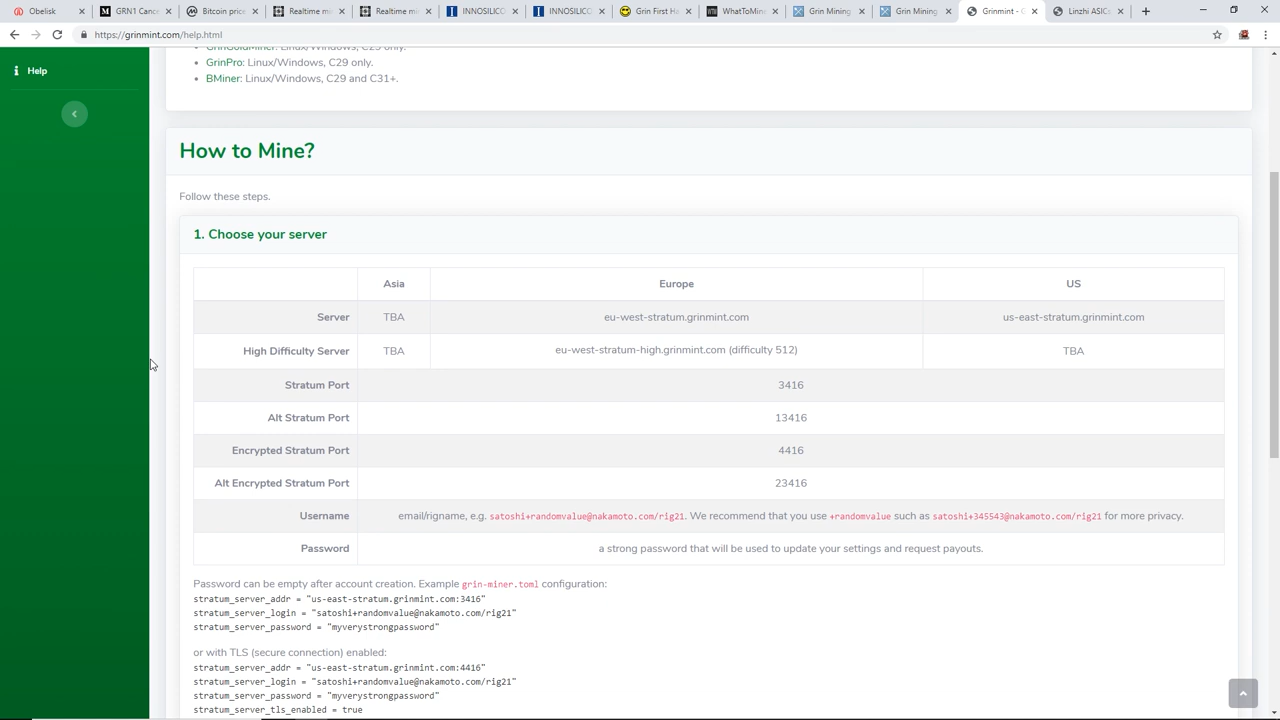 Obelisk
GRN1 Cance
Bitcoin price
Realtime mi
Realtime mi
INNOSILICO
INNOSILICO
Grin First He
WhatToMine
Grin Mining
Grin Mining
Grinmint - G
Linzhi ASICs
https://grinmint.com/help.html
Help
GrinGoldMiner: Linux/Windows, C29 only.
GrinPro: Linux/Windows, C29 only.
BMiner: Linux/Windows, C29 and C31+.
How to Mine?
Follow these steps.
1. Choose your server
Asia Europe US
Server TBA eu-west-stratum.grinmint.com us-east-stratum.grinmint.com
High Difficulty Server TBA eu-west-stratum-high.grinmint.com (difficulty 512) TBA
Stratum Port 3416
Alt Stratum Port 13416
Encrypted Stratum Port 4416
Alt Encrypted Stratum Port 23416
Username email/rigname, e.g. satoshi+randomvalue@nakamoto.com/rig21. We recommend that you use +randomvalue such as satoshi+345543@nakamoto.com/rig21 for more privacy.
Password a strong password that will be used to update your settings and request payouts.
Password can be empty after account creation. Example grin-miner.toml configuration:
stratum_server_addr = "us-east-stratum.grinmint.com:3416"
stratum_server_login = "satoshi+randomvalue@nakamoto.com/rig21"
stratum_server_password = "myverystrongpassword"
or with TLS (secure connection) enabled:
stratum_server_addr = "us-east-stratum.grinmint.com:4416"
stratum_server_login = "satoshi+randomvalue@nakamoto.com/rig21"
stratum_server_password = "myverystrongpassword"
stratum_server_tls_enabled = true